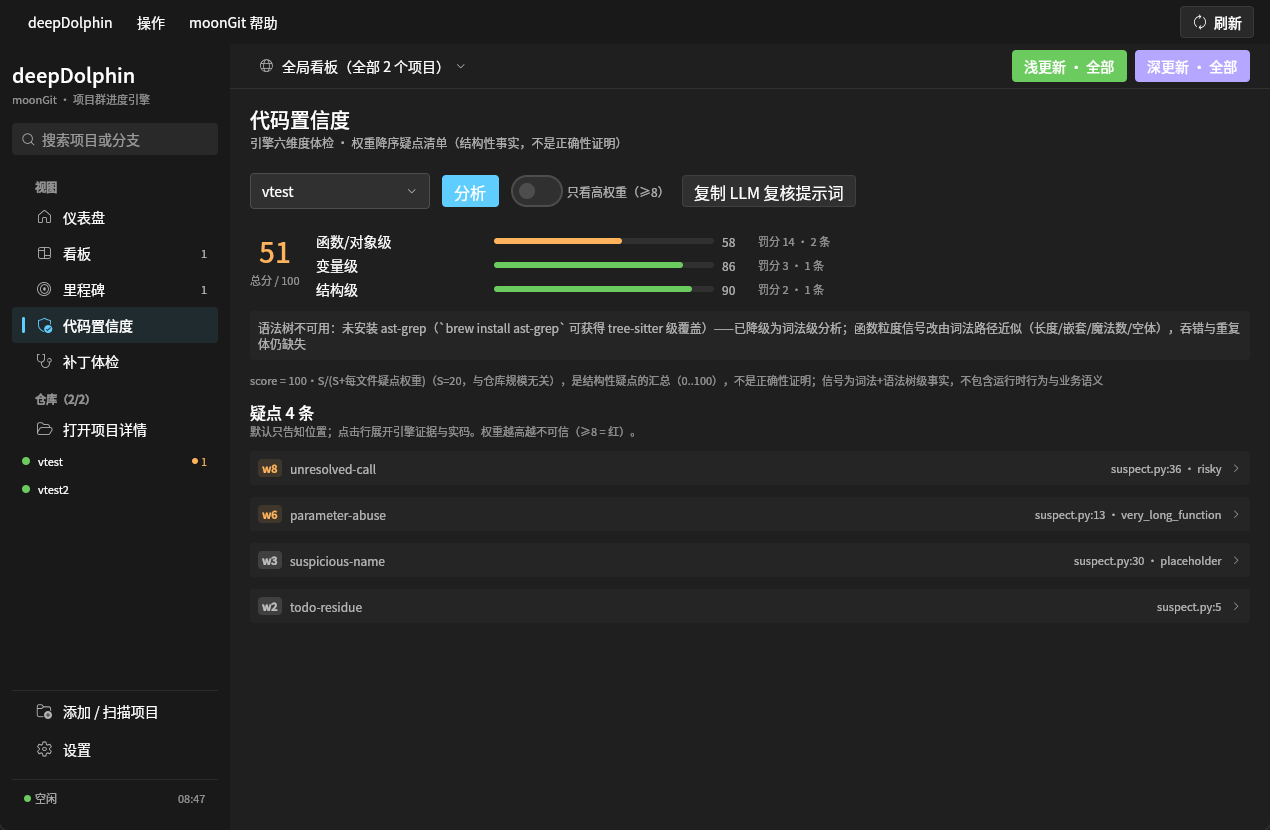 deepDolphin 操作 moonGit 帮助 刷新
deepDolphin
moonGit · 项目群进度引擎
搜索项目或分支
视图
仪表盘
看板 1
里程碑 1
代码置信度
补丁体检
仓库（2/2）
打开项目详情
vtest 1
vtest2
添加 / 扫描项目
设置
空闲 08:47
全局看板（全部 2 个项目） 浅更新 · 全部 深更新 · 全部
代码置信度
引擎六维度体检 · 权重降序疑点清单（结构性事实，不是正确性证明）
vtest 分析 只看高权重（≥8） 复制 LLM 复核提示词
51
总分 / 100
函数/对象级 58 罚分 14 · 2 条
变量级 86 罚分 3 · 1 条
结构级 90 罚分 2 · 1 条
语法树不可用：未安装 ast-grep（`brew install ast-grep` 可获得 tree-sitter 级覆盖）——已降级为词法级分析；函数粒度信号改由词法路径近似（长度/嵌套/魔法数/空体），吞错与重复
体仍缺失
score = 100·S/(S+每文件疑点权重)（S=20，与仓库规模无关），是结构性疑点的汇总（0..100），不是正确性证明；信号为词法+语法树级事实，不包含运行时行为与业务语义
疑点 4 条
默认只告知位置；点击行展开引擎证据与实码。权重越高越不可信（≥8 = 红）。
w8 unresolved-call suspect.py:36 · risky
w6 parameter-abuse suspect.py:13 · very_long_function
w3 suspicious-name suspect.py:30 · placeholder
w2 todo-residue suspect.py:5